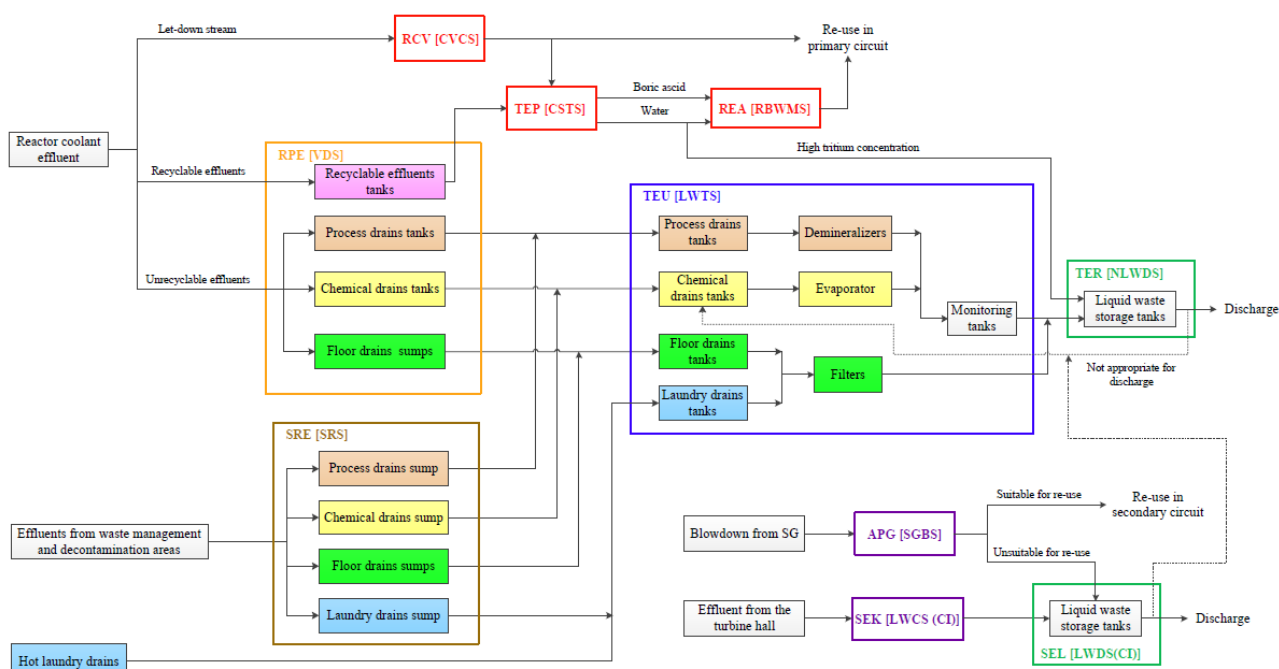 Let-down stream
RCV [CVCS]
Re-use in
primary circuit
TEP [CSTS]
Boric ascid
Water
REA [RBWMS]
Reactor coolant
effluent
High tritium concentration
RPE [VDS]
Recyclable effluents
Recyclable effluents
tanks
TEU [LWTS]
Process drains tanks
Process drains
tanks
Demineralizers
Unrecyclable effluents
Chemical drains tanks
Chemical
drains tanks
Evaporator
TER [NLWDS]
Liquid waste
storage tanks
Discharge
Monitoring
tanks
Floor drains  sumps
Floor drains
tanks
Filters
Not appropriate for
discharge
Laundry drains
tanks
SRE [SRS]
Process drains sump
Chemical drains sump
Effluents from waste management
and decontamination areas
Floor drains sumps
Laundry drains sump
Hot laundry drains
Blowdown from SG
APG [SGBS]
Suitable for re-use
Re-use in
secondary circuit
Unsuitable for re-use
Effluent from the
turbine hall
SEK [LWCS (CI)]
Liquid waste
storage tanks
Discharge
SEL [LWDS(CI)]